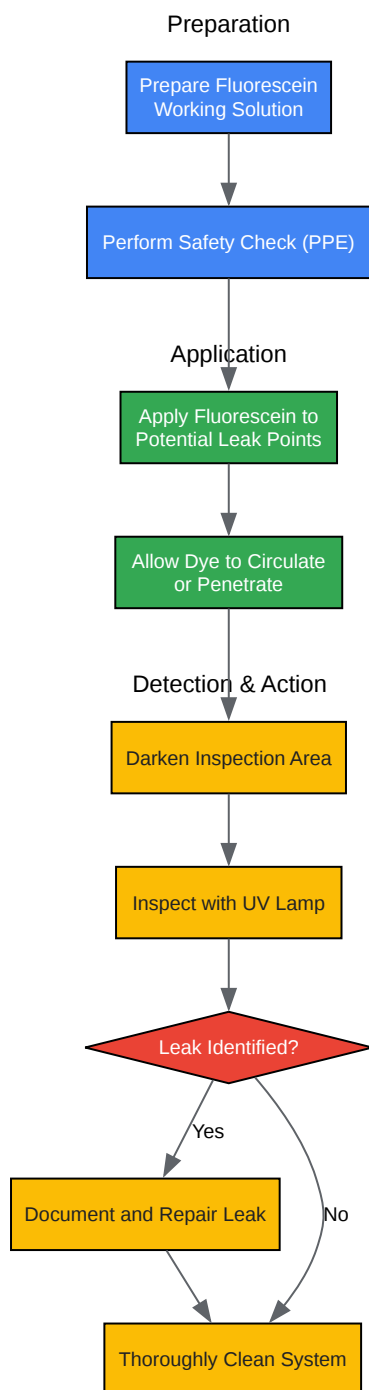 Preparation
Prepare Fluorescein
Working Solution
Perform Safety Check (PPE)
Application
Apply Fluorescein to
Potential Leak Points
Allow Dye to Circulate
or Penetrate
Detection & Action
Darken Inspection Area
Inspect with UV Lamp
Leak Identified?
Yes
Document and Repair Leak
No
Thoroughly Clean System